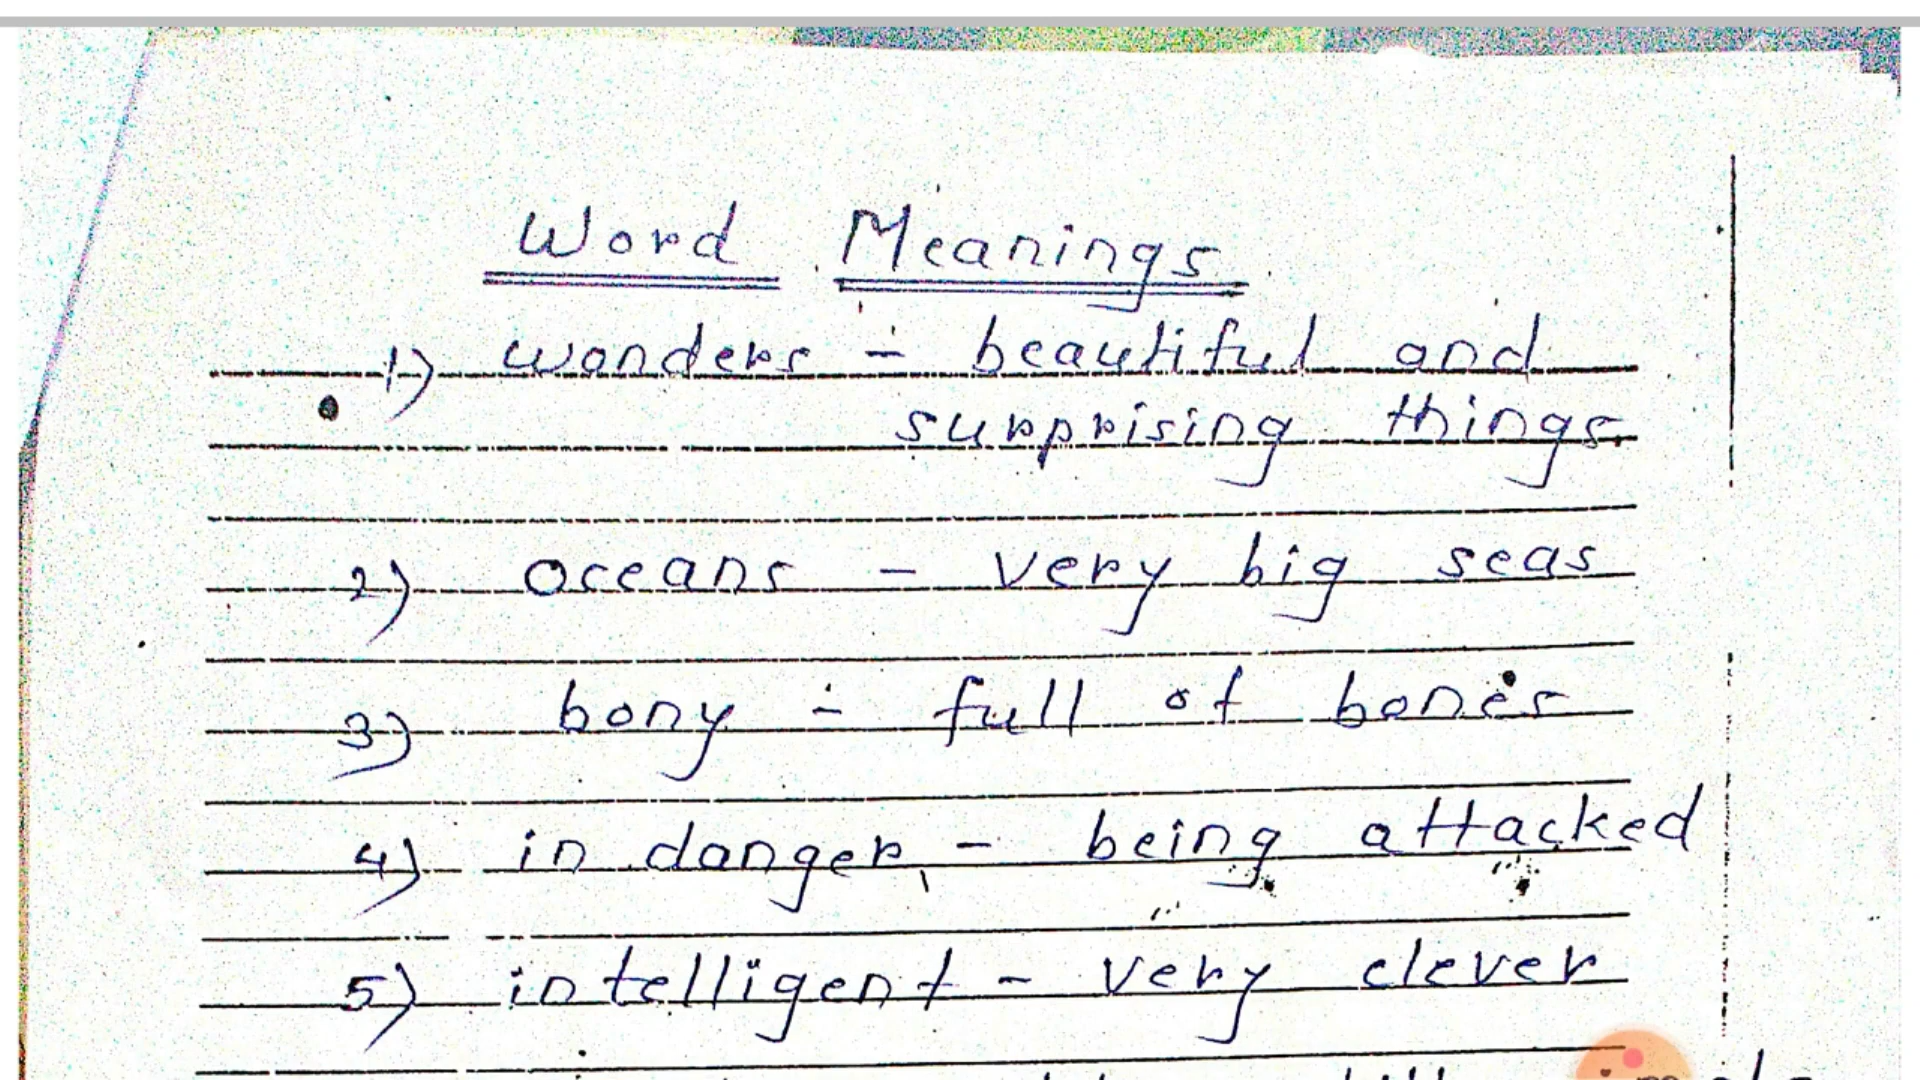 Word Meanings
1) wonders - beautiful and
surprising things.
2) oceans - very big seas
3) bony - full of bones
4) in danger - being attacked
5) intelligent - very clever